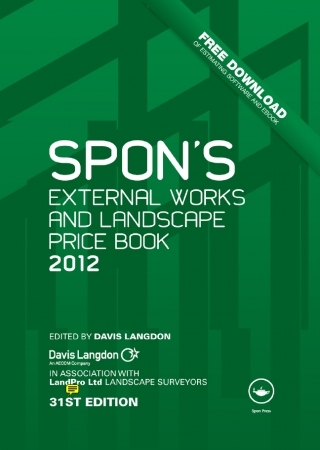 FREE DOWNLOAD
OF ESTIMATING SOFTWARE AND EBOOK
SPON'S
EXTERNAL WORKS
AND LANDSCAPE
PRICE BOOK
2012
EDITED BY DAVIS LANGDON
Davis Langdon
An AECOM Company
IN ASSOCIATION WITH
LandPro Ltd LANDSCAPE SURVEYORS
31ST EDITION
Spon Press